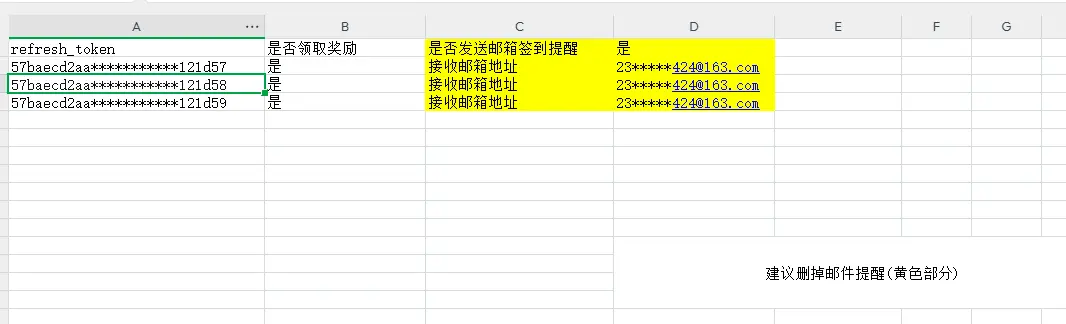 A ··· B C D E F G
refresh_token 是否领取奖励 是否发送邮箱签到提醒 是
57baecd2aa***********121d57 是 接收邮箱地址 23*****424@163.com
57baecd2aa***********121d58 是 接收邮箱地址 23*****424@163.com
57baecd2aa***********121d59 是 接收邮箱地址 23*****424@163.com
建议删掉邮件提醒(黄色部分)